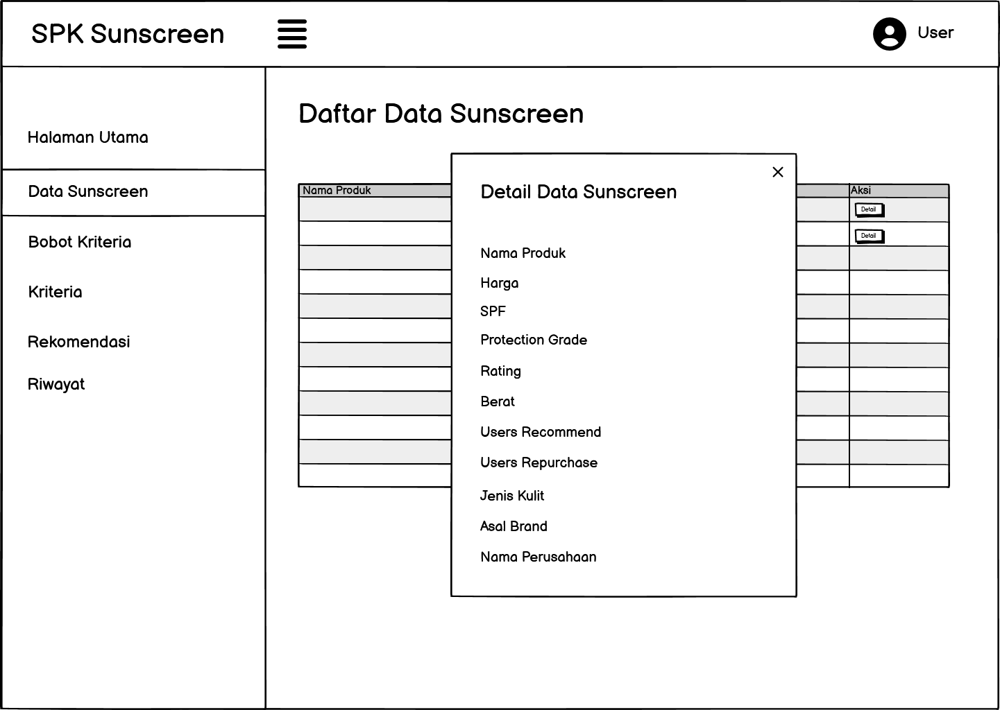 SPK Sunscreen
User
Halaman Utama
Data Sunscreen
Bobot Kriteria
Kriteria
Rekomendasi
Riwayat
Daftar Data Sunscreen
Nama Produk
Aksi
Detail
Detail
Detail Data Sunscreen
Nama Produk
Harga
SPF
Protection Grade
Rating
Berat
Users Recommend
Users Repurchase
Jenis Kulit
Asal Brand
Nama Perusahaan